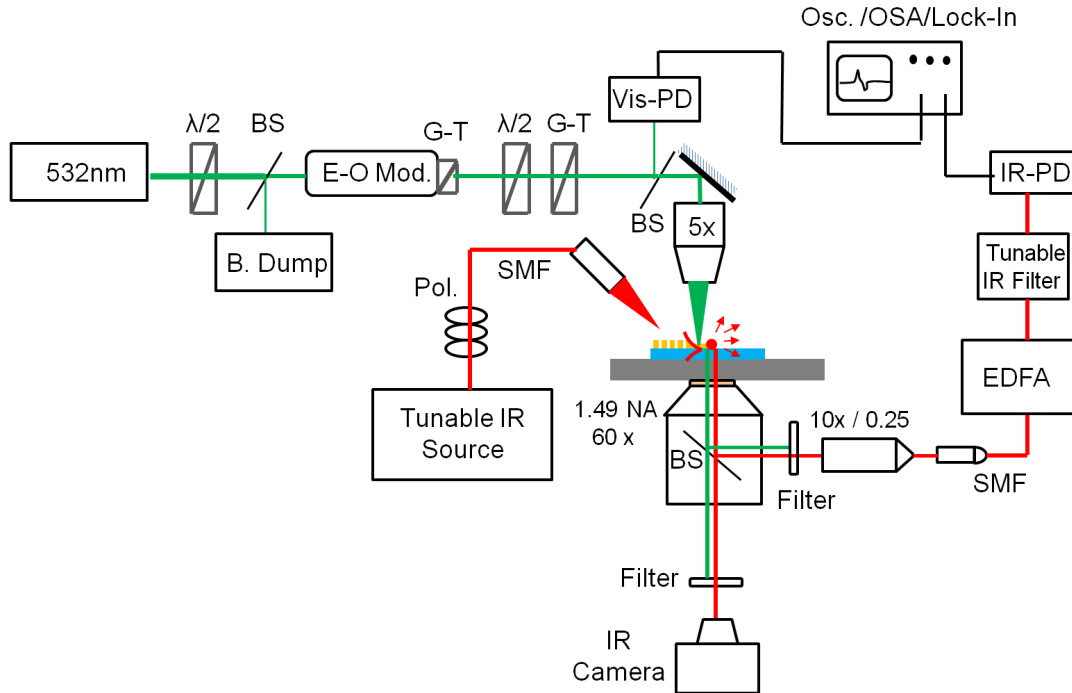 Osc. /OSA/Lock-In
Vis-PD
λ/2
BS
G-T
λ/2
G-T
532nm
E-O Mod.
IR-PD
BS
5x
B. Dump
SMF
Tunable
IR Filter
Pol.
EDFA
1.49 NA
60 x
10x / 0.25
Tunable IR
Source
BS
Filter
SMF
Filter
IR
Camera